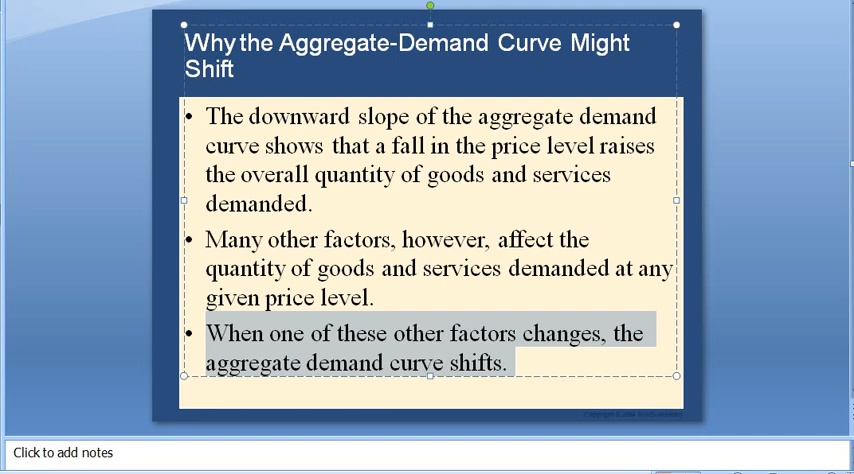 Why the Aggregate-Demand Curve Might
Shift
• The downward slope of the aggregate demand
curve shows that a fall in the price level raises
the overall quantity of goods and services
demanded.
• Many other factors, however, affect the
quantity of goods and services demanded at any
given price level.
• When one of these other factors changes, the
aggregate demand curve shifts.
Click to add notes